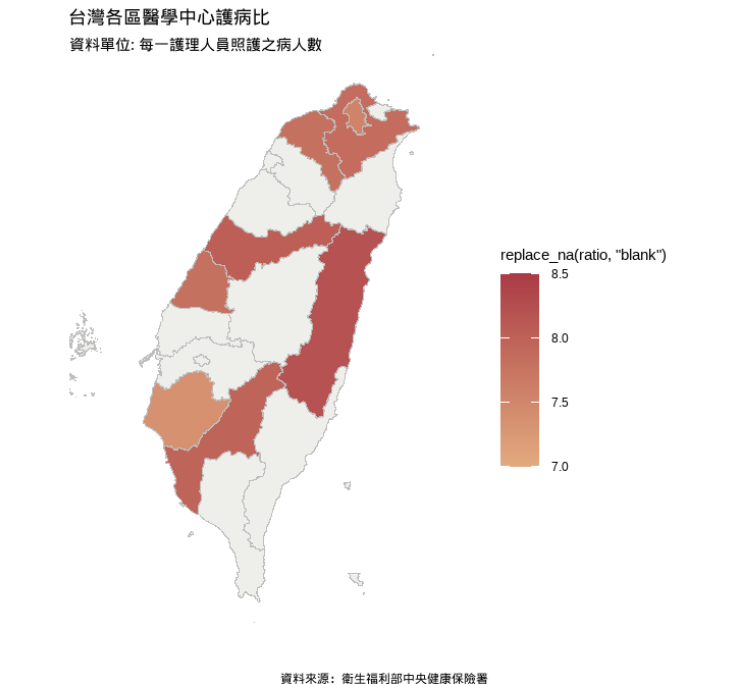 台灣各區醫學中心護病比
資料單位: 每一護理人員照護之病人數
replace_na(ratio, "blank")
8.5
8.0
7.5
7.0
資料來源：衛生福利部中央健康保險署